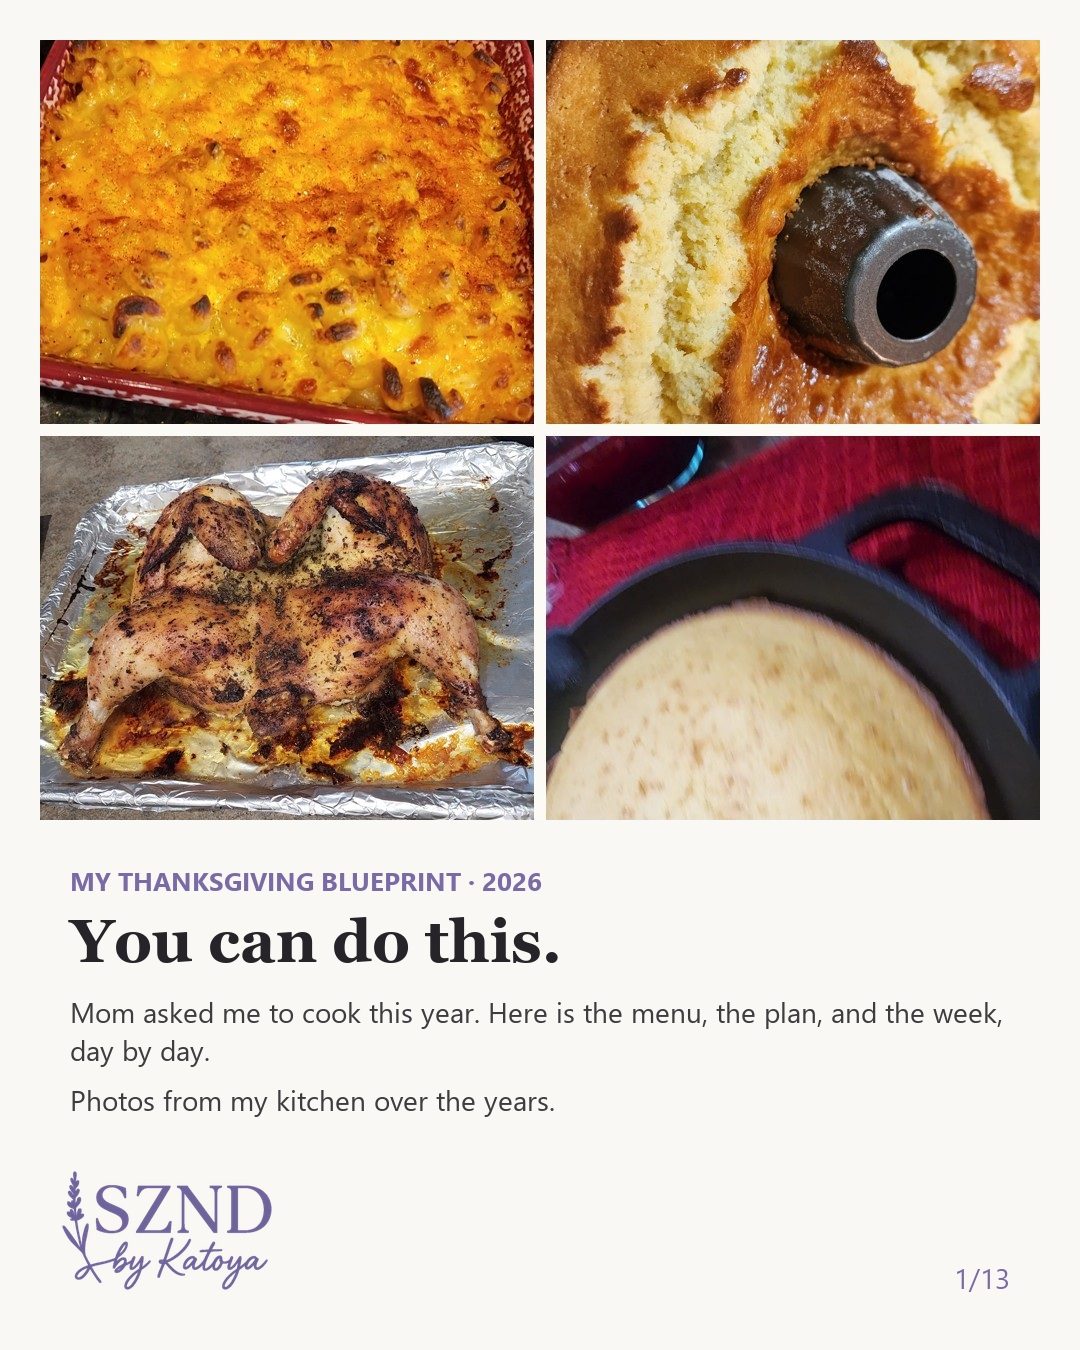 MY THANKSGIVING BLUEPRINT · 2026
You can do this.
Mom asked me to cook this year. Here is the menu, the plan, and the week,
day by day.
Photos from my kitchen over the years.
SZND
by Katoya
1/13